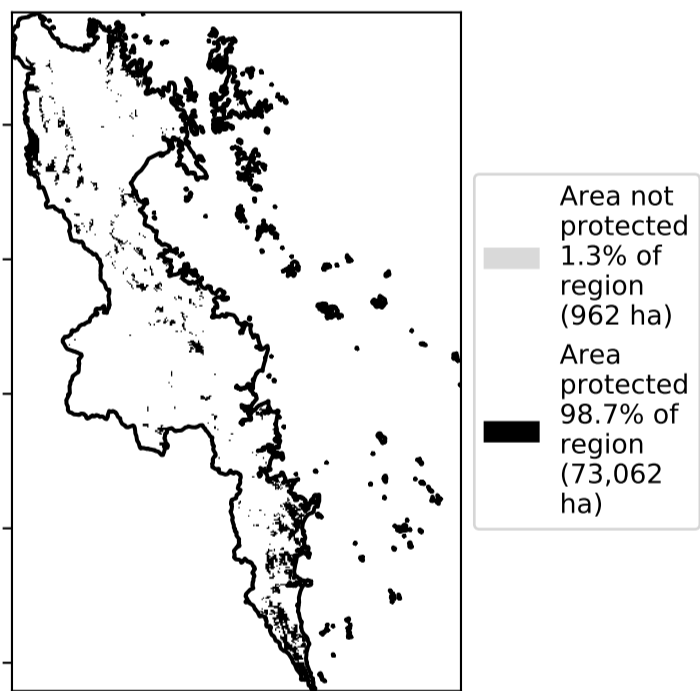 Area not
protected
1.3% of
region
(962 ha)
Area
protected
98.7% of
region
(73,062
ha)